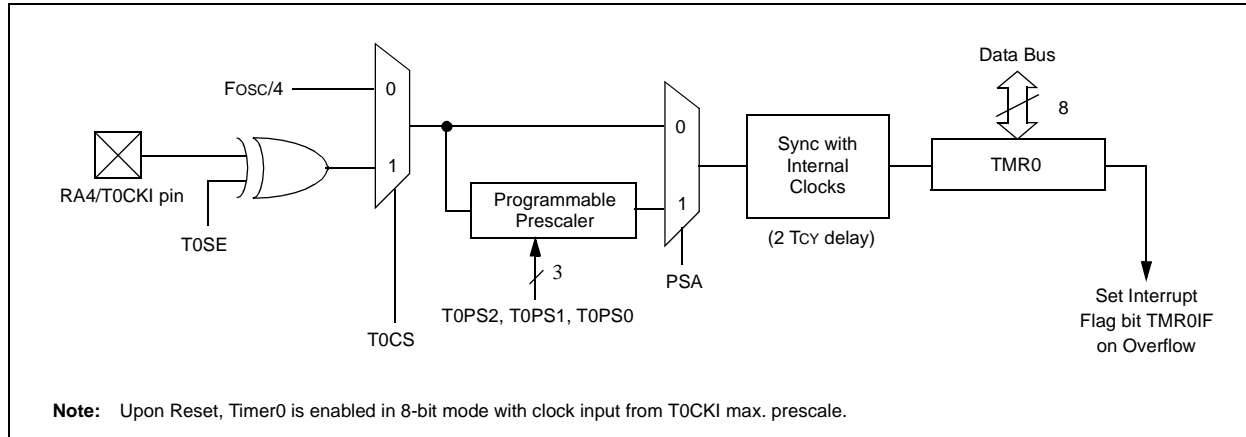 Data Bus
FOSC/4
0
8
0
1
Sync with
Internal
Clocks
TMR0
RA4/T0CKI pin
Programmable
Prescaler
1
T0SE
(2 TCY delay)
3
PSA
T0PS2, T0PS1, T0PS0
T0CS
Set Interrupt
Flag bit TMR0IF
on Overflow
Note: Upon Reset, Timer0 is enabled in 8-bit mode with clock input from T0CKI max. prescale.